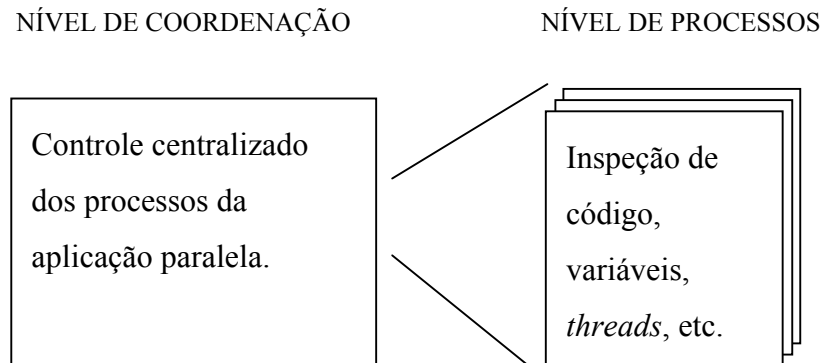 NÍVEL DE COORDENAÇÃO
NÍVEL DE PROCESSOS
Controle centralizado
dos processos da
aplicação paralela.
Inspeção de
código,
variáveis,
threads, etc.